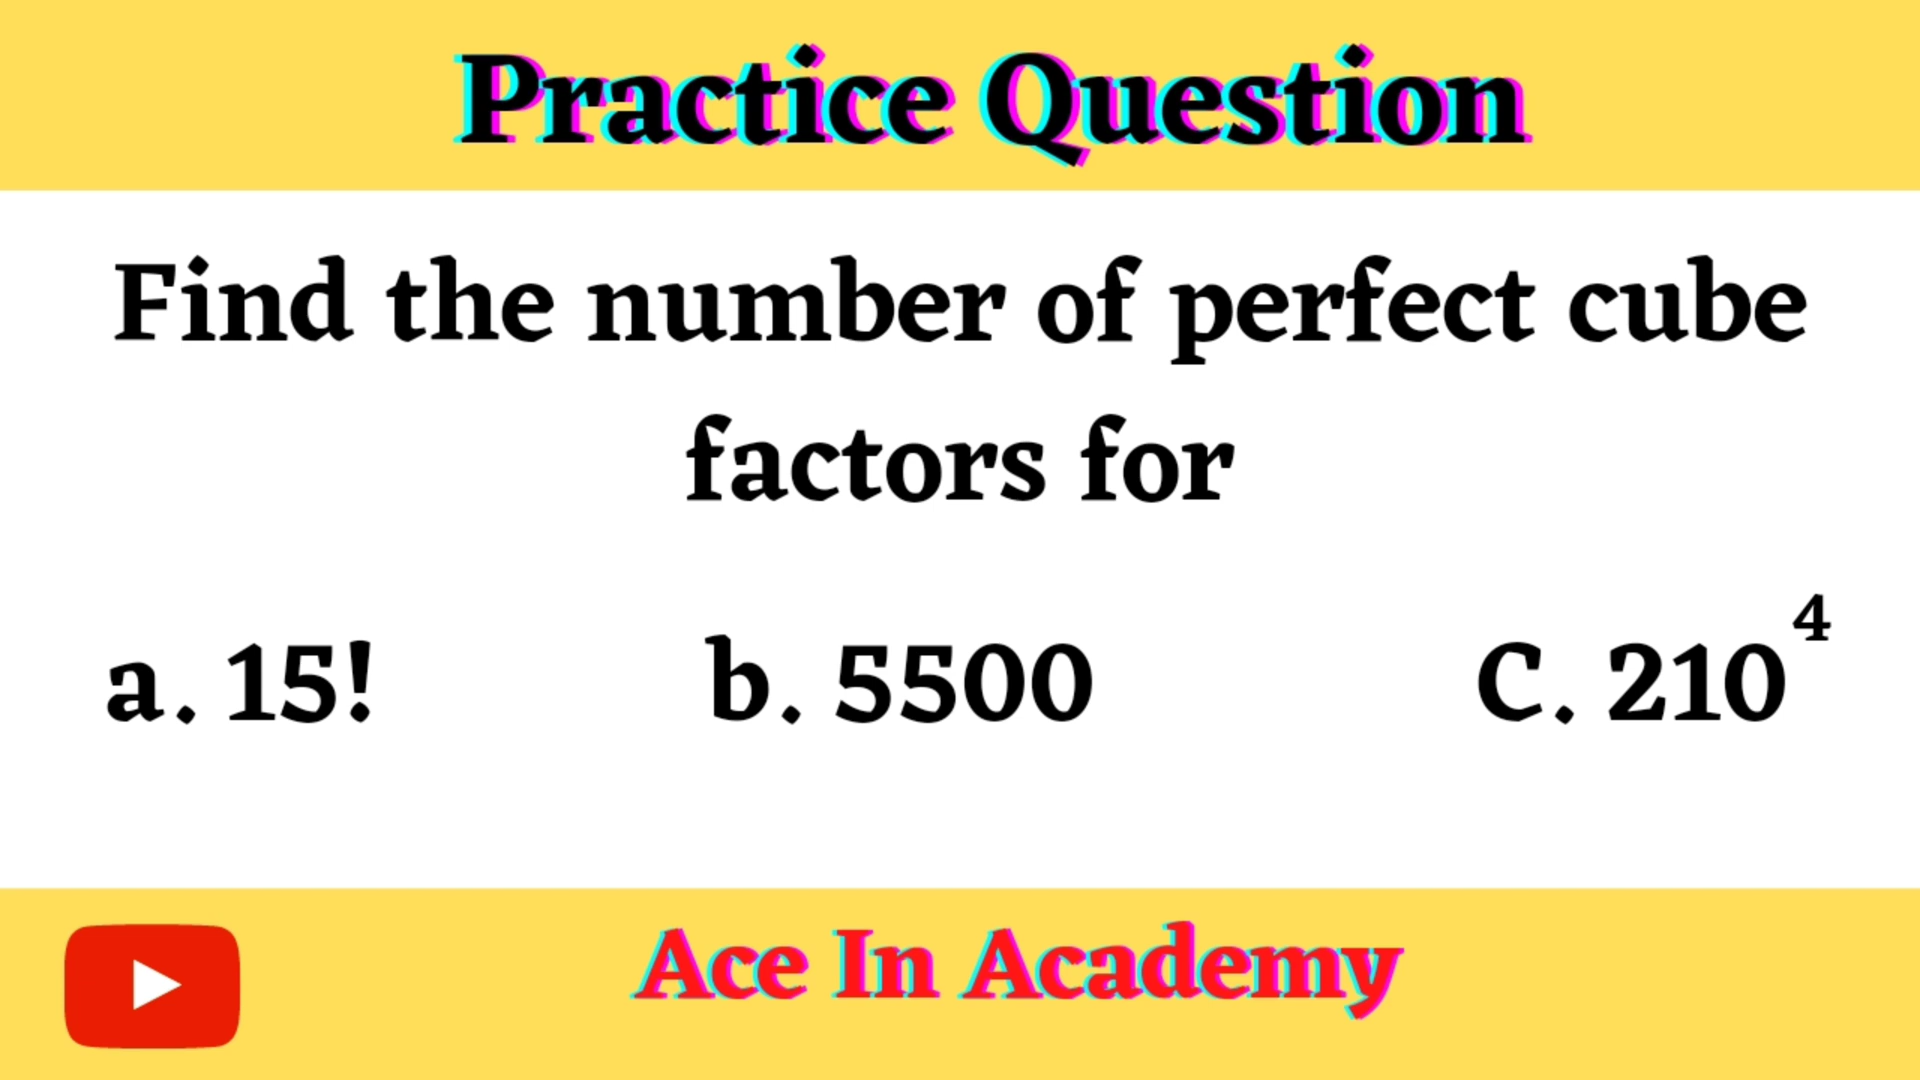 Practice Question
Find the number of perfect cube
factors for
a. 15! b. 5500 C. 210⁴
Ace In Academy